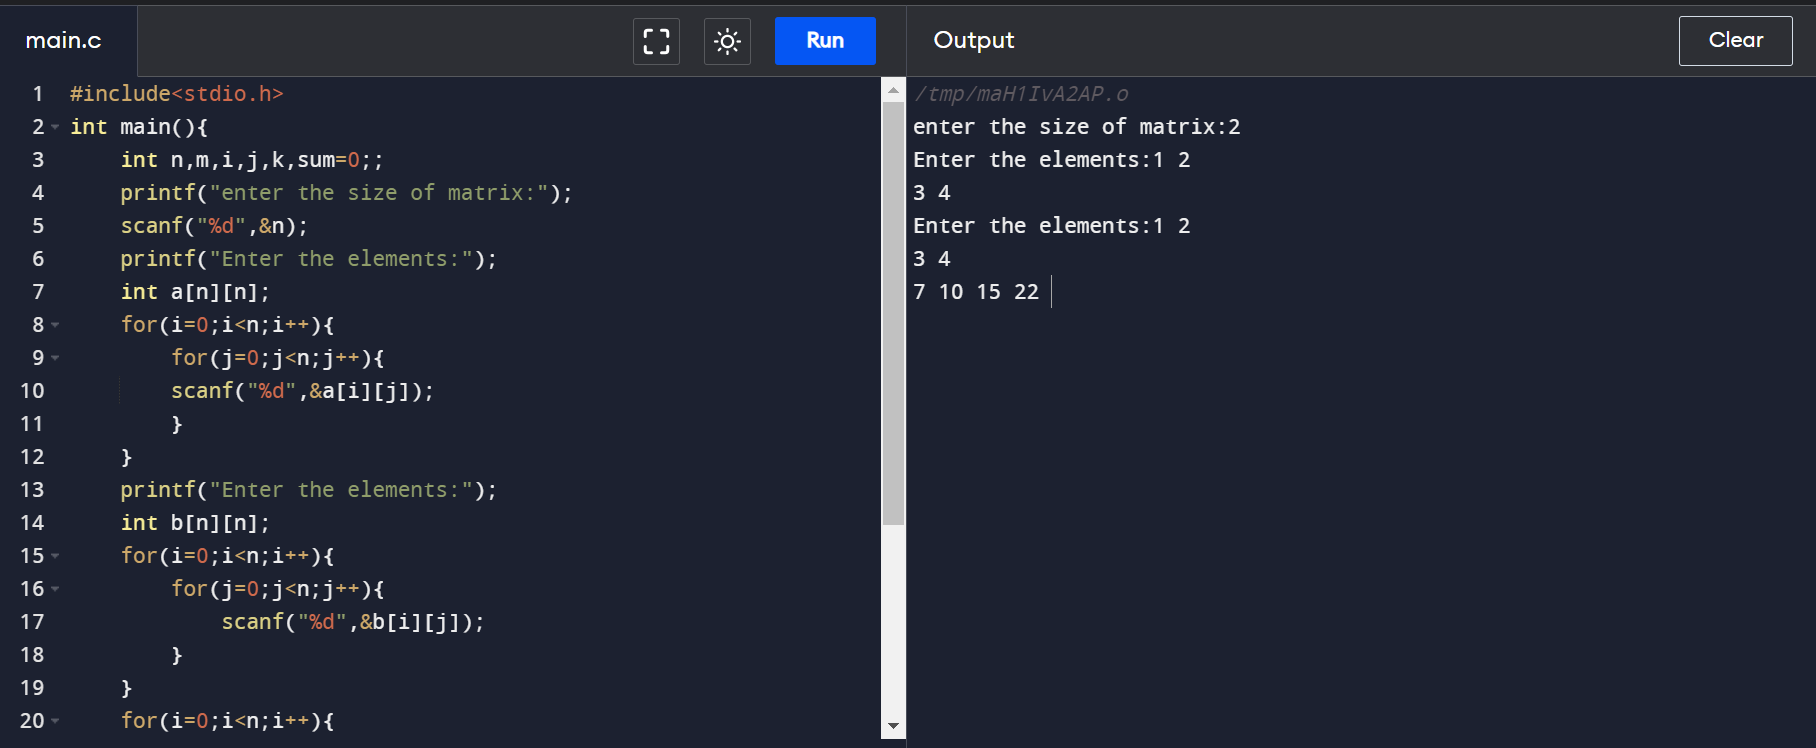 main.c
Run
Output
Clear
1 #include<stdio.h>
2 int main(){
3 int n,m,i,j,k,sum=0;;
4 printf("enter the size of matrix:");
5 scanf("%d",&n);
6 printf("Enter the elements:");
7 int a[n][n];
8 for(i=0;i<n;i++){
9 for(j=0;j<n;j++){
10 scanf("%d",&a[i][j]);
11 }
12 }
13 printf("Enter the elements:");
14 int b[n][n];
15 for(i=0;i<n;i++){
16 for(j=0;j<n;j++){
17 scanf("%d",&b[i][j]);
18 }
19 }
20 for(i=0;i<n;i++){
/tmp/maH1IvA2AP.o
enter the size of matrix:2
Enter the elements:1 2
3 4
Enter the elements:1 2
3 4
7 10 15 22